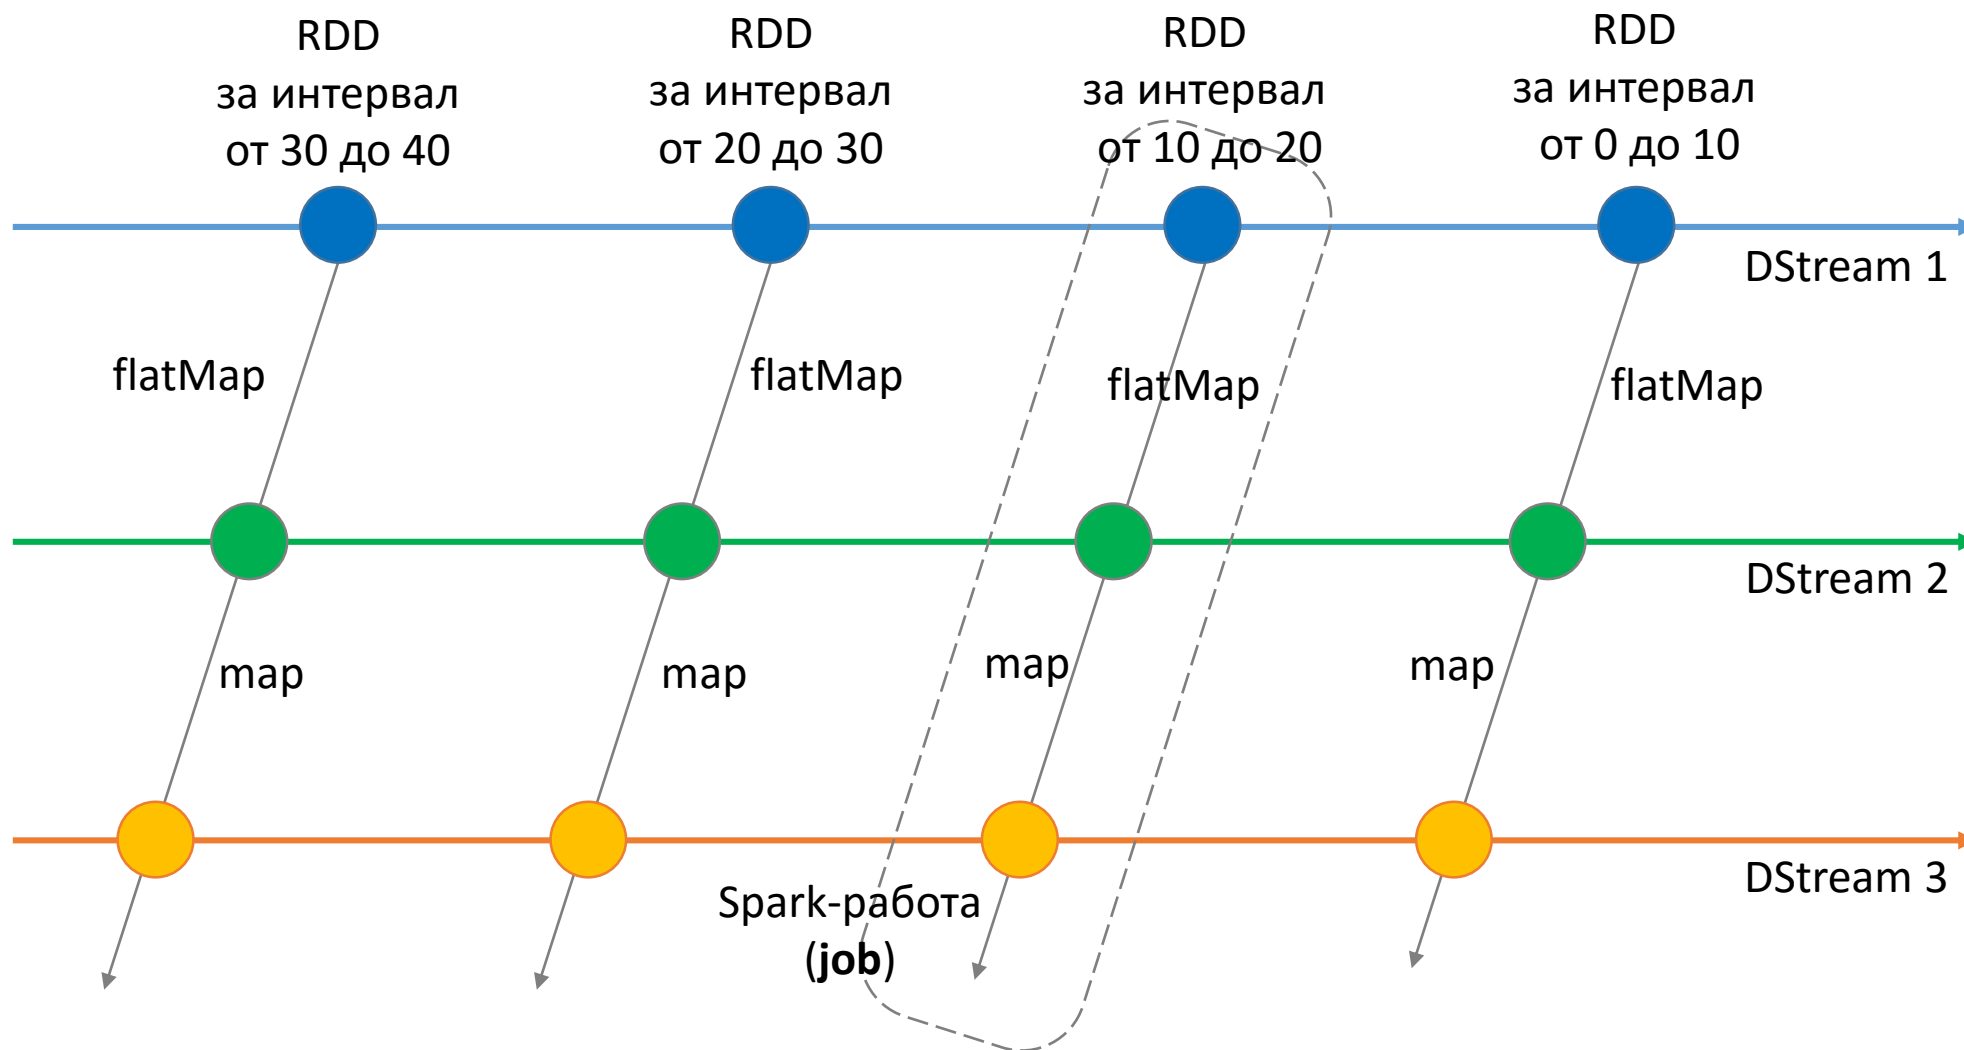 RDD
за интервал
от 30 до 40
RDD
за интервал
от 20 до 30
RDD
за интервал
от 10 до 20
RDD
за интервал
от 0 до 10
DStream 1
flatMap
flatMap
flatMap
flatMap
DStream 2
map
map
map
map
DStream 3
Spark-работа
(job)